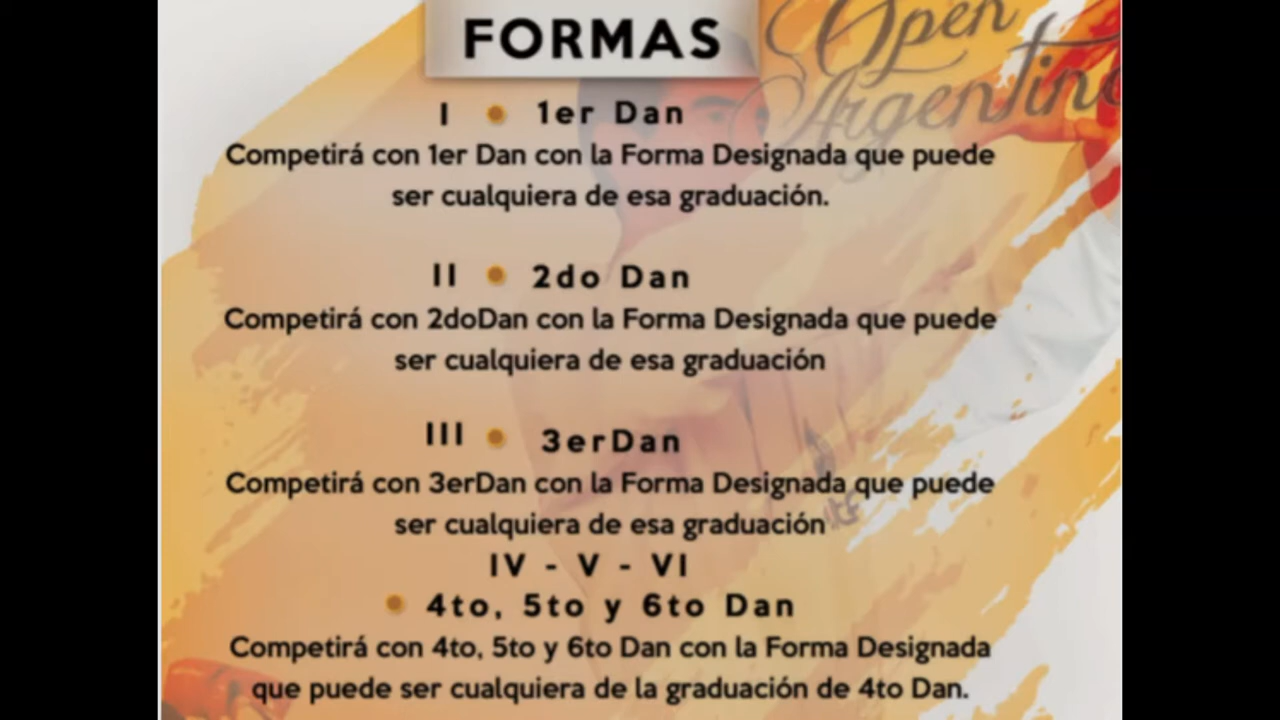 FORMAS
Open
Argentino
I • 1er Dan
Competirá con 1er Dan con la Forma Designada que puede
ser cualquiera de esa graduación.
II • 2do Dan
Competirá con 2doDan con la Forma Designada que puede
ser cualquiera de esa graduación
III • 3erDan
Competirá con 3erDan con la Forma Designada que puede
ser cualquiera de esa graduación
itf
IV - V - VI
• 4to, 5to y 6to Dan
Competirá con 4to, 5to y 6to Dan con la Forma Designada
que puede ser cualquiera de la graduación de 4to Dan.